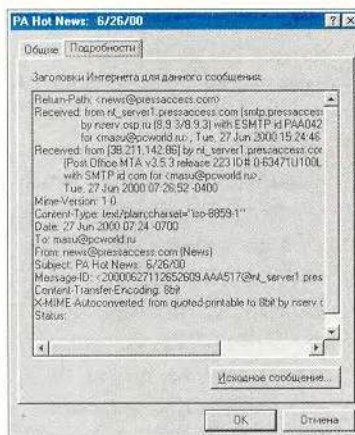 PA Hot News: 6/26/00
Общие Подробности
Заголовки Интернета для данного сообщения:
Return-Path: <news@pressaccess.com>
Received: from nt_server1.pressaccess.com (smtp.pressaccess
by nserv.osp.ru (8.9.3/8.9.3) with ESMTP id PAA042
for <masu@pcworld.ru>; Tue, 27 Jun 2000 15:24:46
Received: from [38.211.142.86] by nt_server1.pressaccess.cor
(Post.Office MTA v3.5.3 release 223 ID# 0-63471U100L
with SMTP id com for <masu@pcworld.ru>;
Tue, 27 Jun 2000 07:26:52 -0400
Mime-Version: 1.0
Content-Type: text/plain;charset="iso-8859-1"
Date: 27 Jun 2000 07:24 -0700
To: masu@pcworld.ru
From: news@pressaccess.com (News)
Subject: PA Hot News: 6/26/00
Message-ID: <20000627112652609.AAA517@nt_server1.pres
Content-Transfer-Encoding: 8bit
X-MIME-Autoconverted: from quoted-printable to 8bit by nserv.c
Status:
Исходное сообщение...
OK Отмена